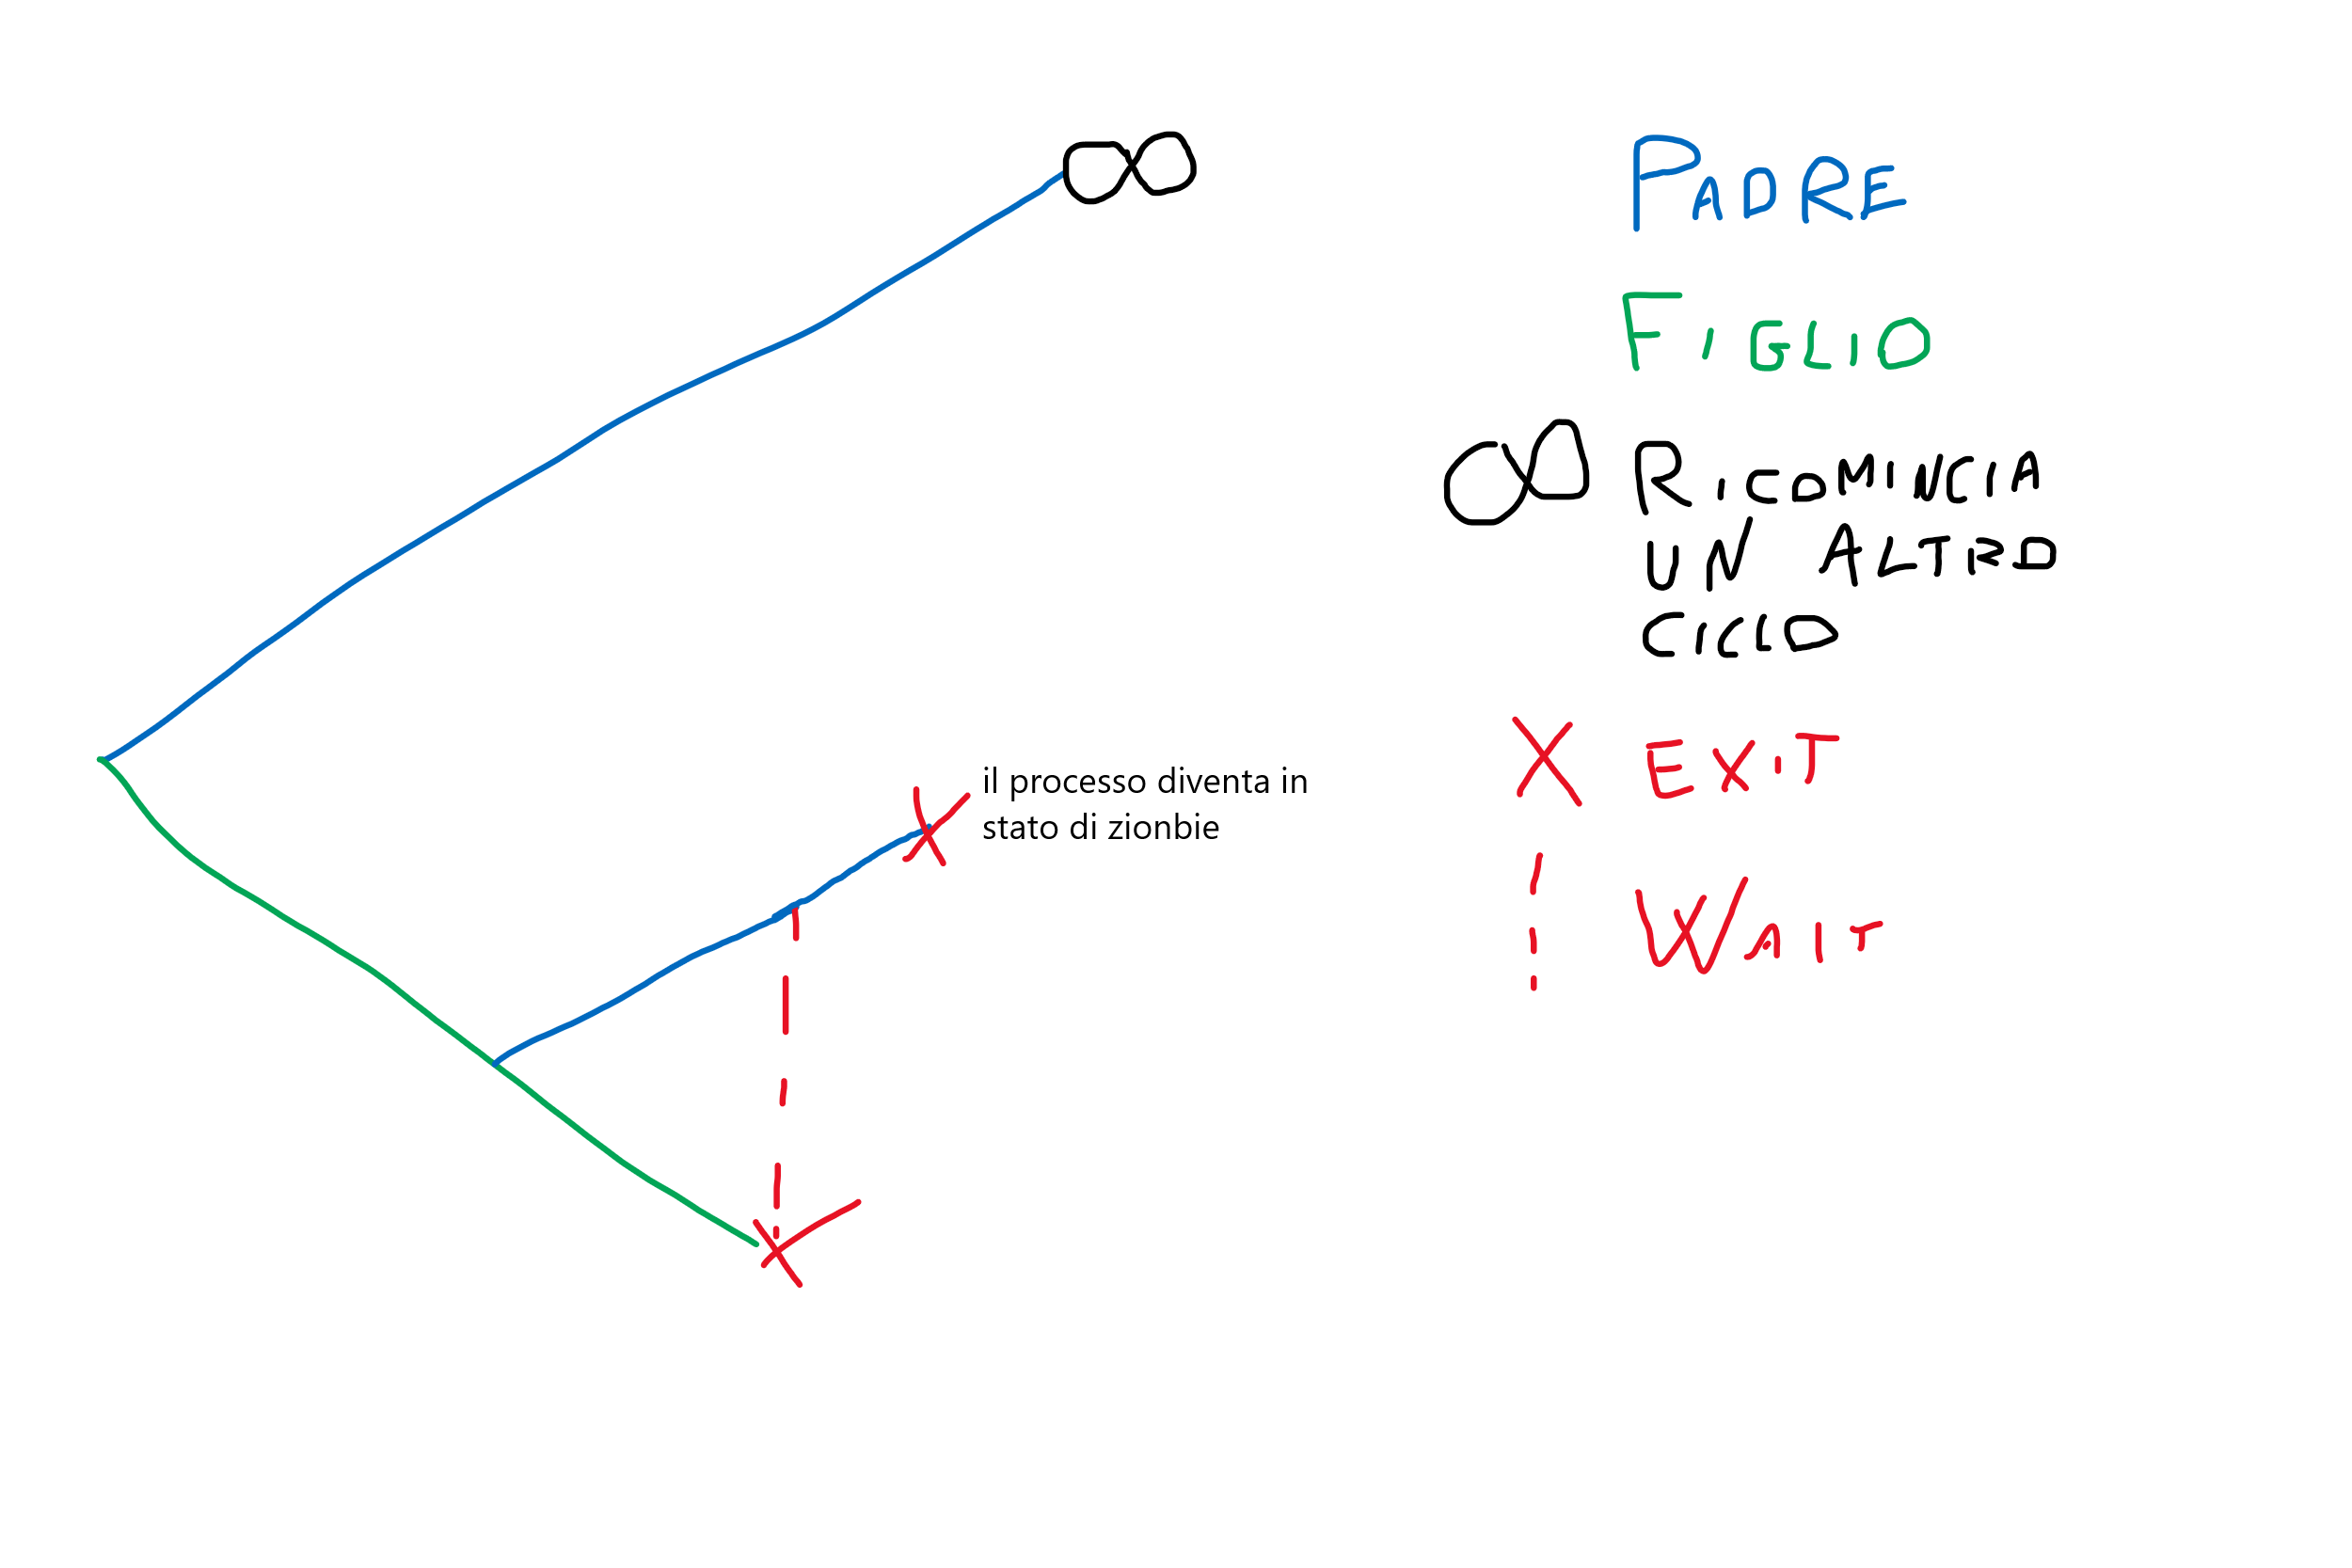 PADRE
FIGLIO
RICOMINCIA
UN ALTRO
CICLO
il processo diventa in
stato di zionbie
X EXIT
WAIT